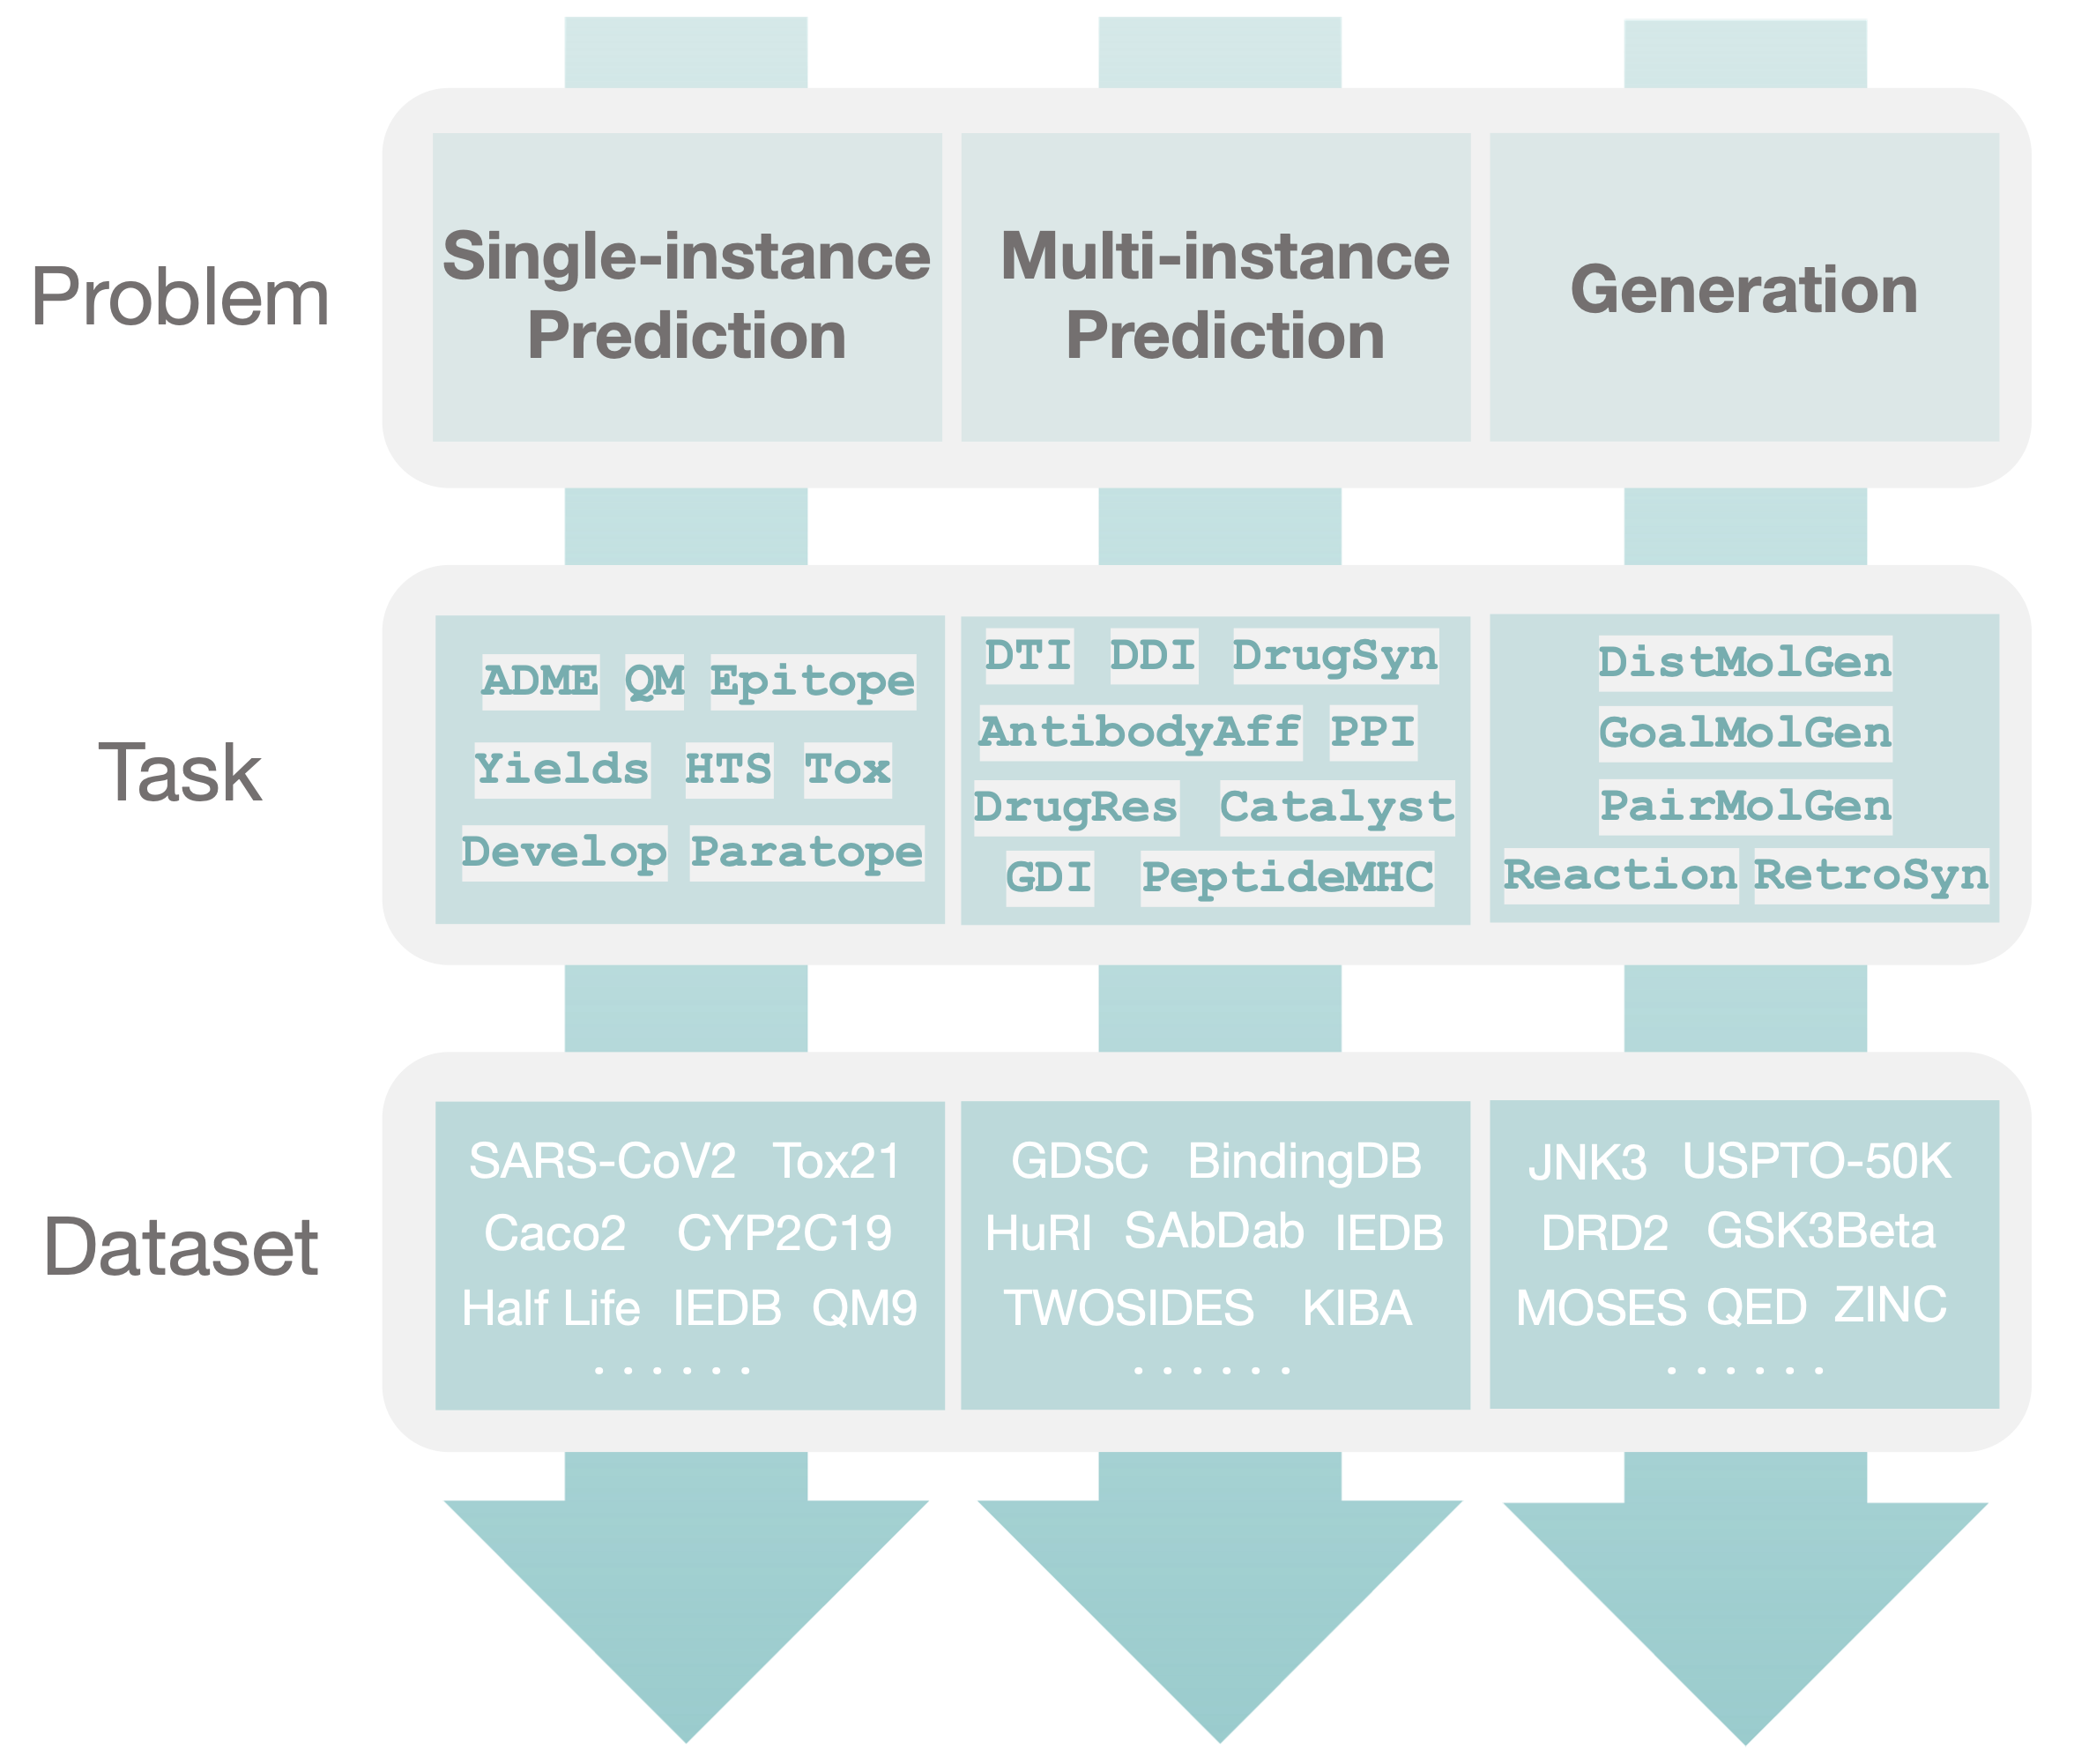 Problem
Single-instance
Prediction
Multi-instance
Prediction
Generation
Task
ADME QM Epitope
Yields HTS Tox
Develop Paratope
DTI DDI DrugSyn
AntibodyAff PPI
DrugRes Catalyst
GDI PeptideMHC
DistMolGen
GoalMolGen
PairMolGen
Reaction RetroSyn
Dataset
SARS-CoV2 Tox21
Caco2 CYP2C19
Half Life IEDB QM9
......
GDSC BindingDB
HuRI SAbDab IEDB
TWOSIDES KIBA
......
JNK3 USPTO-50K
DRD2 GSK3Beta
MOSES QED ZINC
......